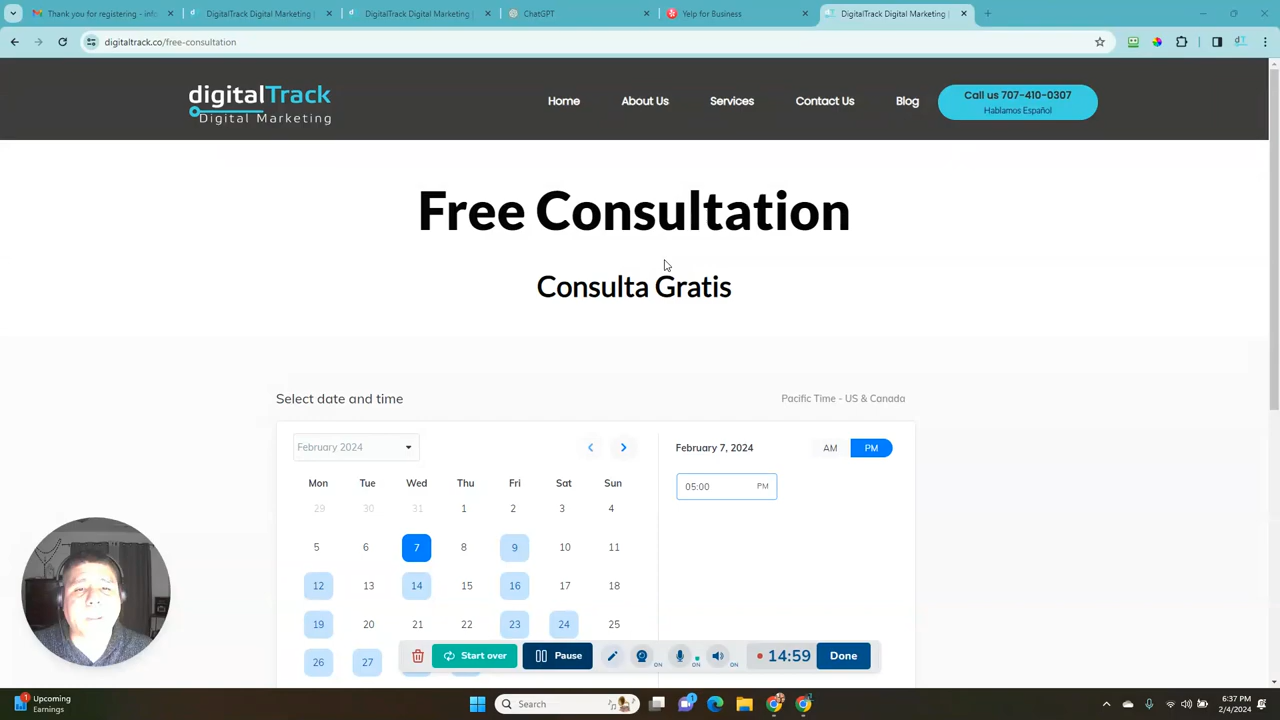 Thank you for registering - info
DigitalTrack Digital Marketing |
DigitalTrack Digital Marketing |
ChatGPT
Yelp for Business
DigitalTrack Digital Marketing |
digitaltrack.co/free-consultation
digitalTrack
Digital Marketing
Home
About Us
Services
Contact Us
Blog
Call us 707-410-0307
Hablamos Español
Free Consultation
Consulta Gratis
Select date and time
Pacific Time - US & Canada
February 2024
February 7, 2024
AM
PM
Mon Tue Wed Thu Fri Sat Sun
05:00 PM
29 30 31 1 2 3 4
5 6 7 8 9 10 11
12 13 14 15 16 17 18
19 20 21 22 23 24 25
26 27
Start over
Pause
ON
ON
ON
14:59
Done
Upcoming
Earnings
Search
6:37 PM
2/4/2024